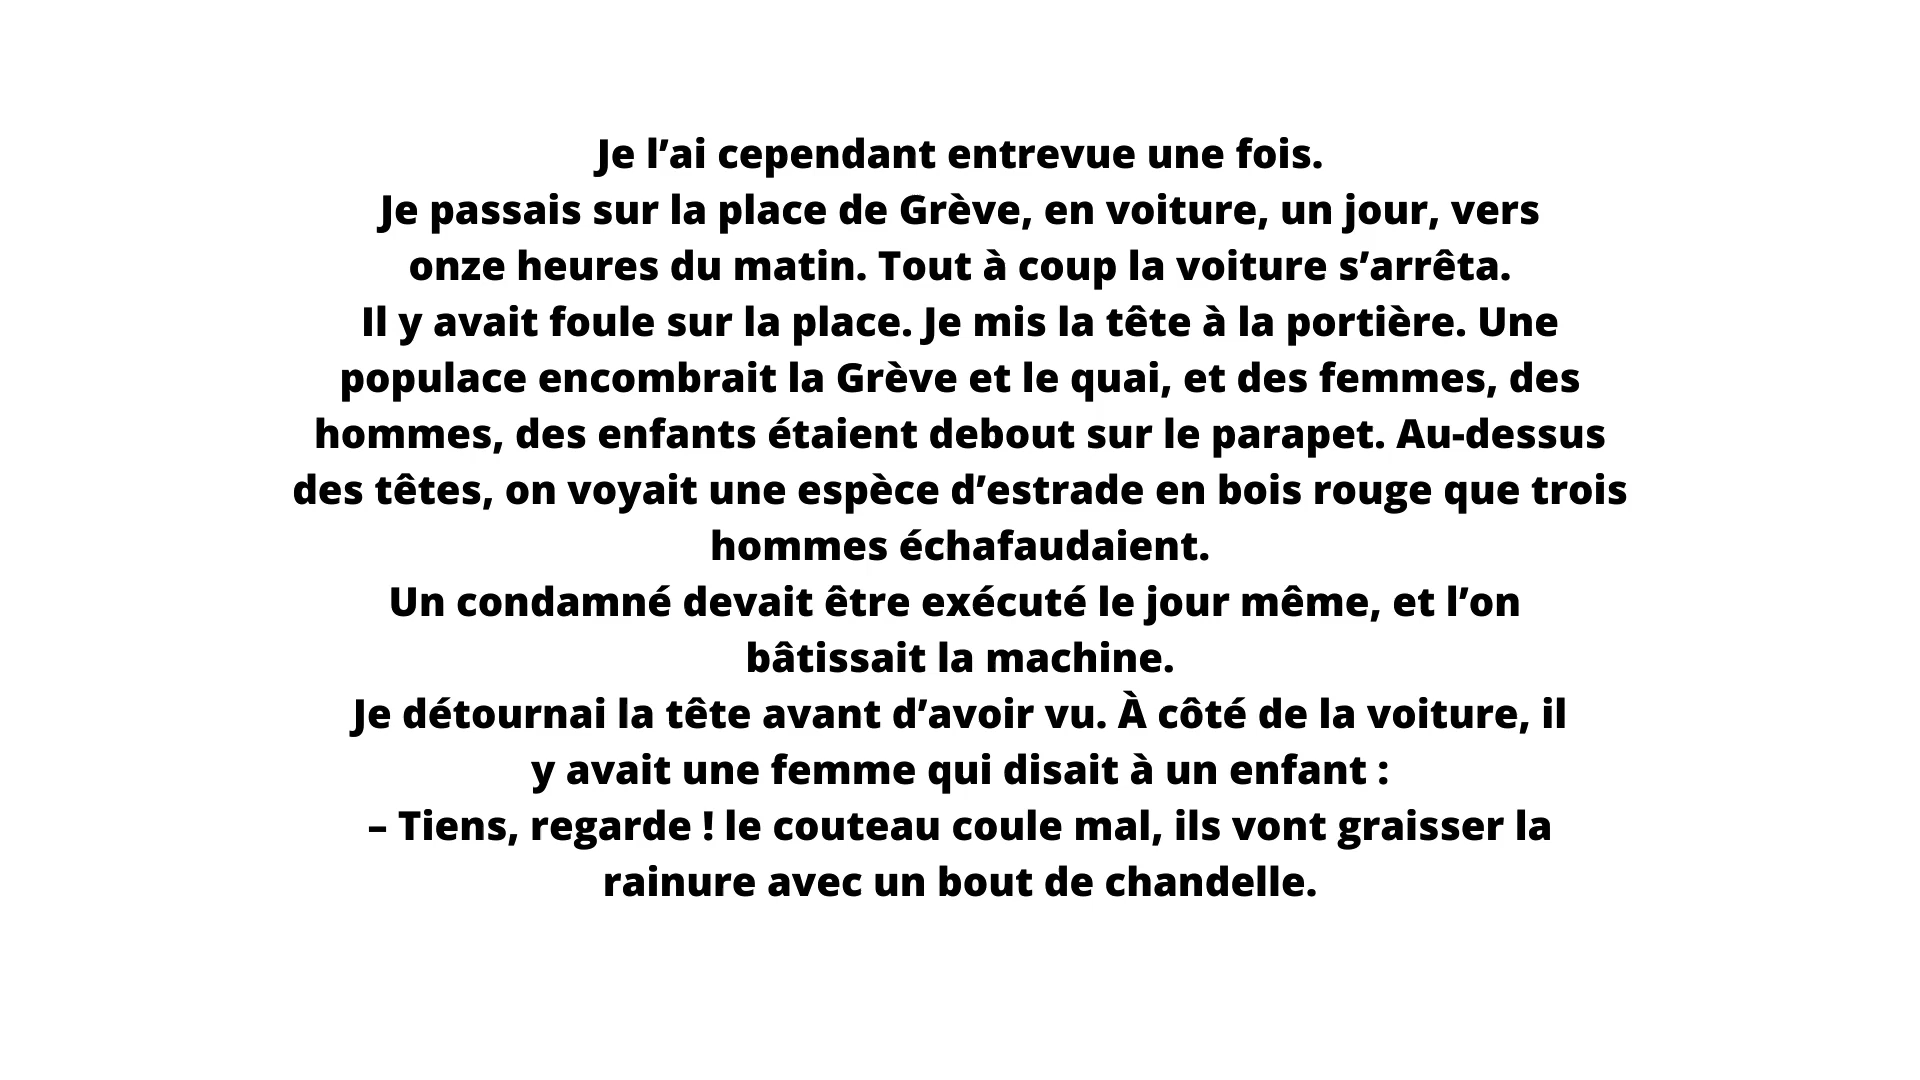 Je l’ai cependant entrevue une fois.
Je passais sur la place de Grève, en voiture, un jour, vers
onze heures du matin. Tout à coup la voiture s’arrêta.
Il y avait foule sur la place. Je mis la tête à la portière. Une
populace encombrait la Grève et le quai, et des femmes, des
hommes, des enfants étaient debout sur le parapet. Au-dessus
des têtes, on voyait une espèce d’estrade en bois rouge que trois
hommes échafaudaient.
Un condamné devait être exécuté le jour même, et l’on
bâtissait la machine.
Je détournai la tête avant d’avoir vu. À côté de la voiture, il
y avait une femme qui disait à un enfant :
– Tiens, regarde ! le couteau coule mal, ils vont graisser la
rainure avec un bout de chandelle.